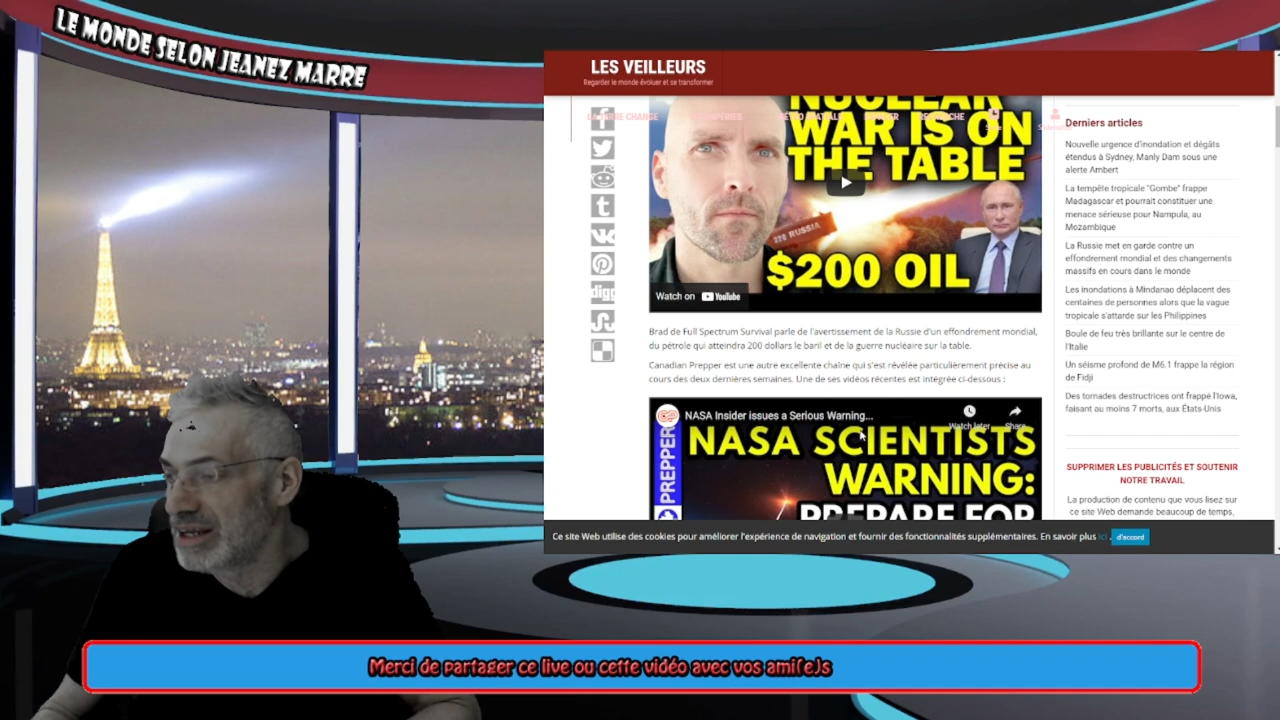 LE MONDE SELON JEANEZ MARRE
LES VEILLEURS
Regarder le monde évoluer et se transformer
NUCLEAR
WAR IS ON
THE TABLE
228 RUSSIA
$200 OIL
Watch on YouTube
Brad de Full Spectrum Survival parle de l'avertissement de la Russie d'un effondrement mondial,
du pétrole qui atteindra 200 dollars le baril et de la guerre nucléaire sur la table.
Canadian Prepper est une autre excellente chaîne qui s'est révélée particulièrement précise au
cours des deux dernières semaines. Une de ses vidéos récentes est intégrée ci-dessous :
NASA Insider issues a Serious Warning...
Watch later
Share
PREPPER
NASA SCIENTISTS
WARNING:
PREPARE FOR
digg
Derniers articles
Nouvelle urgence d'inondation et dégâts
étendus à Sydney, Manly Dam sous une
alerte Ambert
La tempête tropicale "Gombe" frappe
Madagascar et pourrait constituer une
menace sérieuse pour Nampula, au
Mozambique
La Russie met en garde contre un
effondrement mondial et des changements
massifs en cours dans le monde
Les inondations à Mindanao déplacent des
centaines de personnes alors que la vague
tropicale s'attarde sur les Philippines
Boule de feu très brillante sur le centre de
l'Italie
Un séisme profond de M6.1 frappe la région
de Fidji
Des tornades destructrices ont frappé l'Iowa,
faisant au moins 7 morts, aux États-Unis
SUPPRIMER LES PUBLICITÉS ET SOUTENIR
NOTRE TRAVAIL
La production de contenu que vous lisez sur
ce site Web demande beaucoup de temps,
Ce site Web utilise des cookies pour améliorer l'expérience de navigation et fournir des fonctionnalités supplémentaires. En savoir plus ici . d'accord
Merci de partager ce live ou cette vidéo avec vos ami(e)s